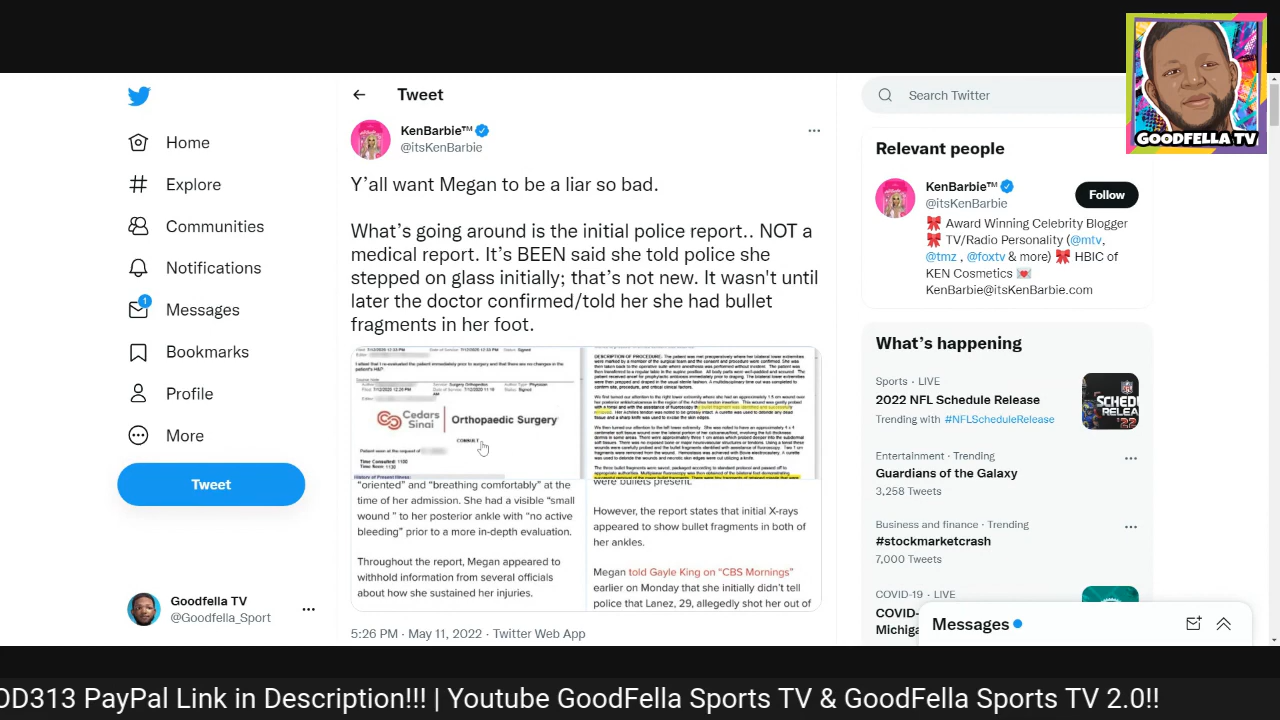 GOODFELLA TV
Home
Explore
Communities
Notifications
1
Messages
Bookmarks
Profile
More
Tweet
Goodfella TV
@Goodfella_Sport
Tweet
KenBarbie™
@itsKenBarbie
Y'all want Megan to be a liar so bad.
What's going around is the initial police report.. NOT a
medical report. It's BEEN said she told police she
stepped on glass initially; that's not new. It wasn't until
later the doctor confirmed/told her she had bullet
fragments in her foot.
Cedars
Sinai
Orthopaedic Surgery
CONSULT
"oriented" and "breathing comfortably" at the
time of her admission. She had a visible "small
wound " to her posterior ankle with "no active
bleeding" prior to a more in-depth evaluation.
Throughout the report, Megan appeared to
withhold information from several officials
about how she sustained her injuries.
DESCRIPTION OF PROCEDURE.
were bullets present.
However, the report states that initial X-rays
appeared to show bullet fragments in both of
her ankles.
Megan told Gayle King on "CBS Mornings"
earlier on Monday that she initially didn't tell
police that Lanez, 29, allegedly shot her out of
5:26 PM · May 11, 2022 · Twitter Web App
Search Twitter
Relevant people
KenBarbie™
@itsKenBarbie
Follow
Award Winning Celebrity Blogger
TV/Radio Personality (@mtv,
@tmz , @foxtv & more) HBIC of
KEN Cosmetics
KenBarbie@itsKenBarbie.com
What's happening
Sports · LIVE
2022 NFL Schedule Release
Trending with #NFLScheduleRelease
Entertainment · Trending
Guardians of the Galaxy
3,258 Tweets
Business and finance · Trending
#stockmarketcrash
7,000 Tweets
COVID-19 · LIVE
COVID-
Michiga
Messages
OD313 PayPal Link in Description!!! | Youtube GoodFella Sports TV & GoodFella Sports TV 2.0!!